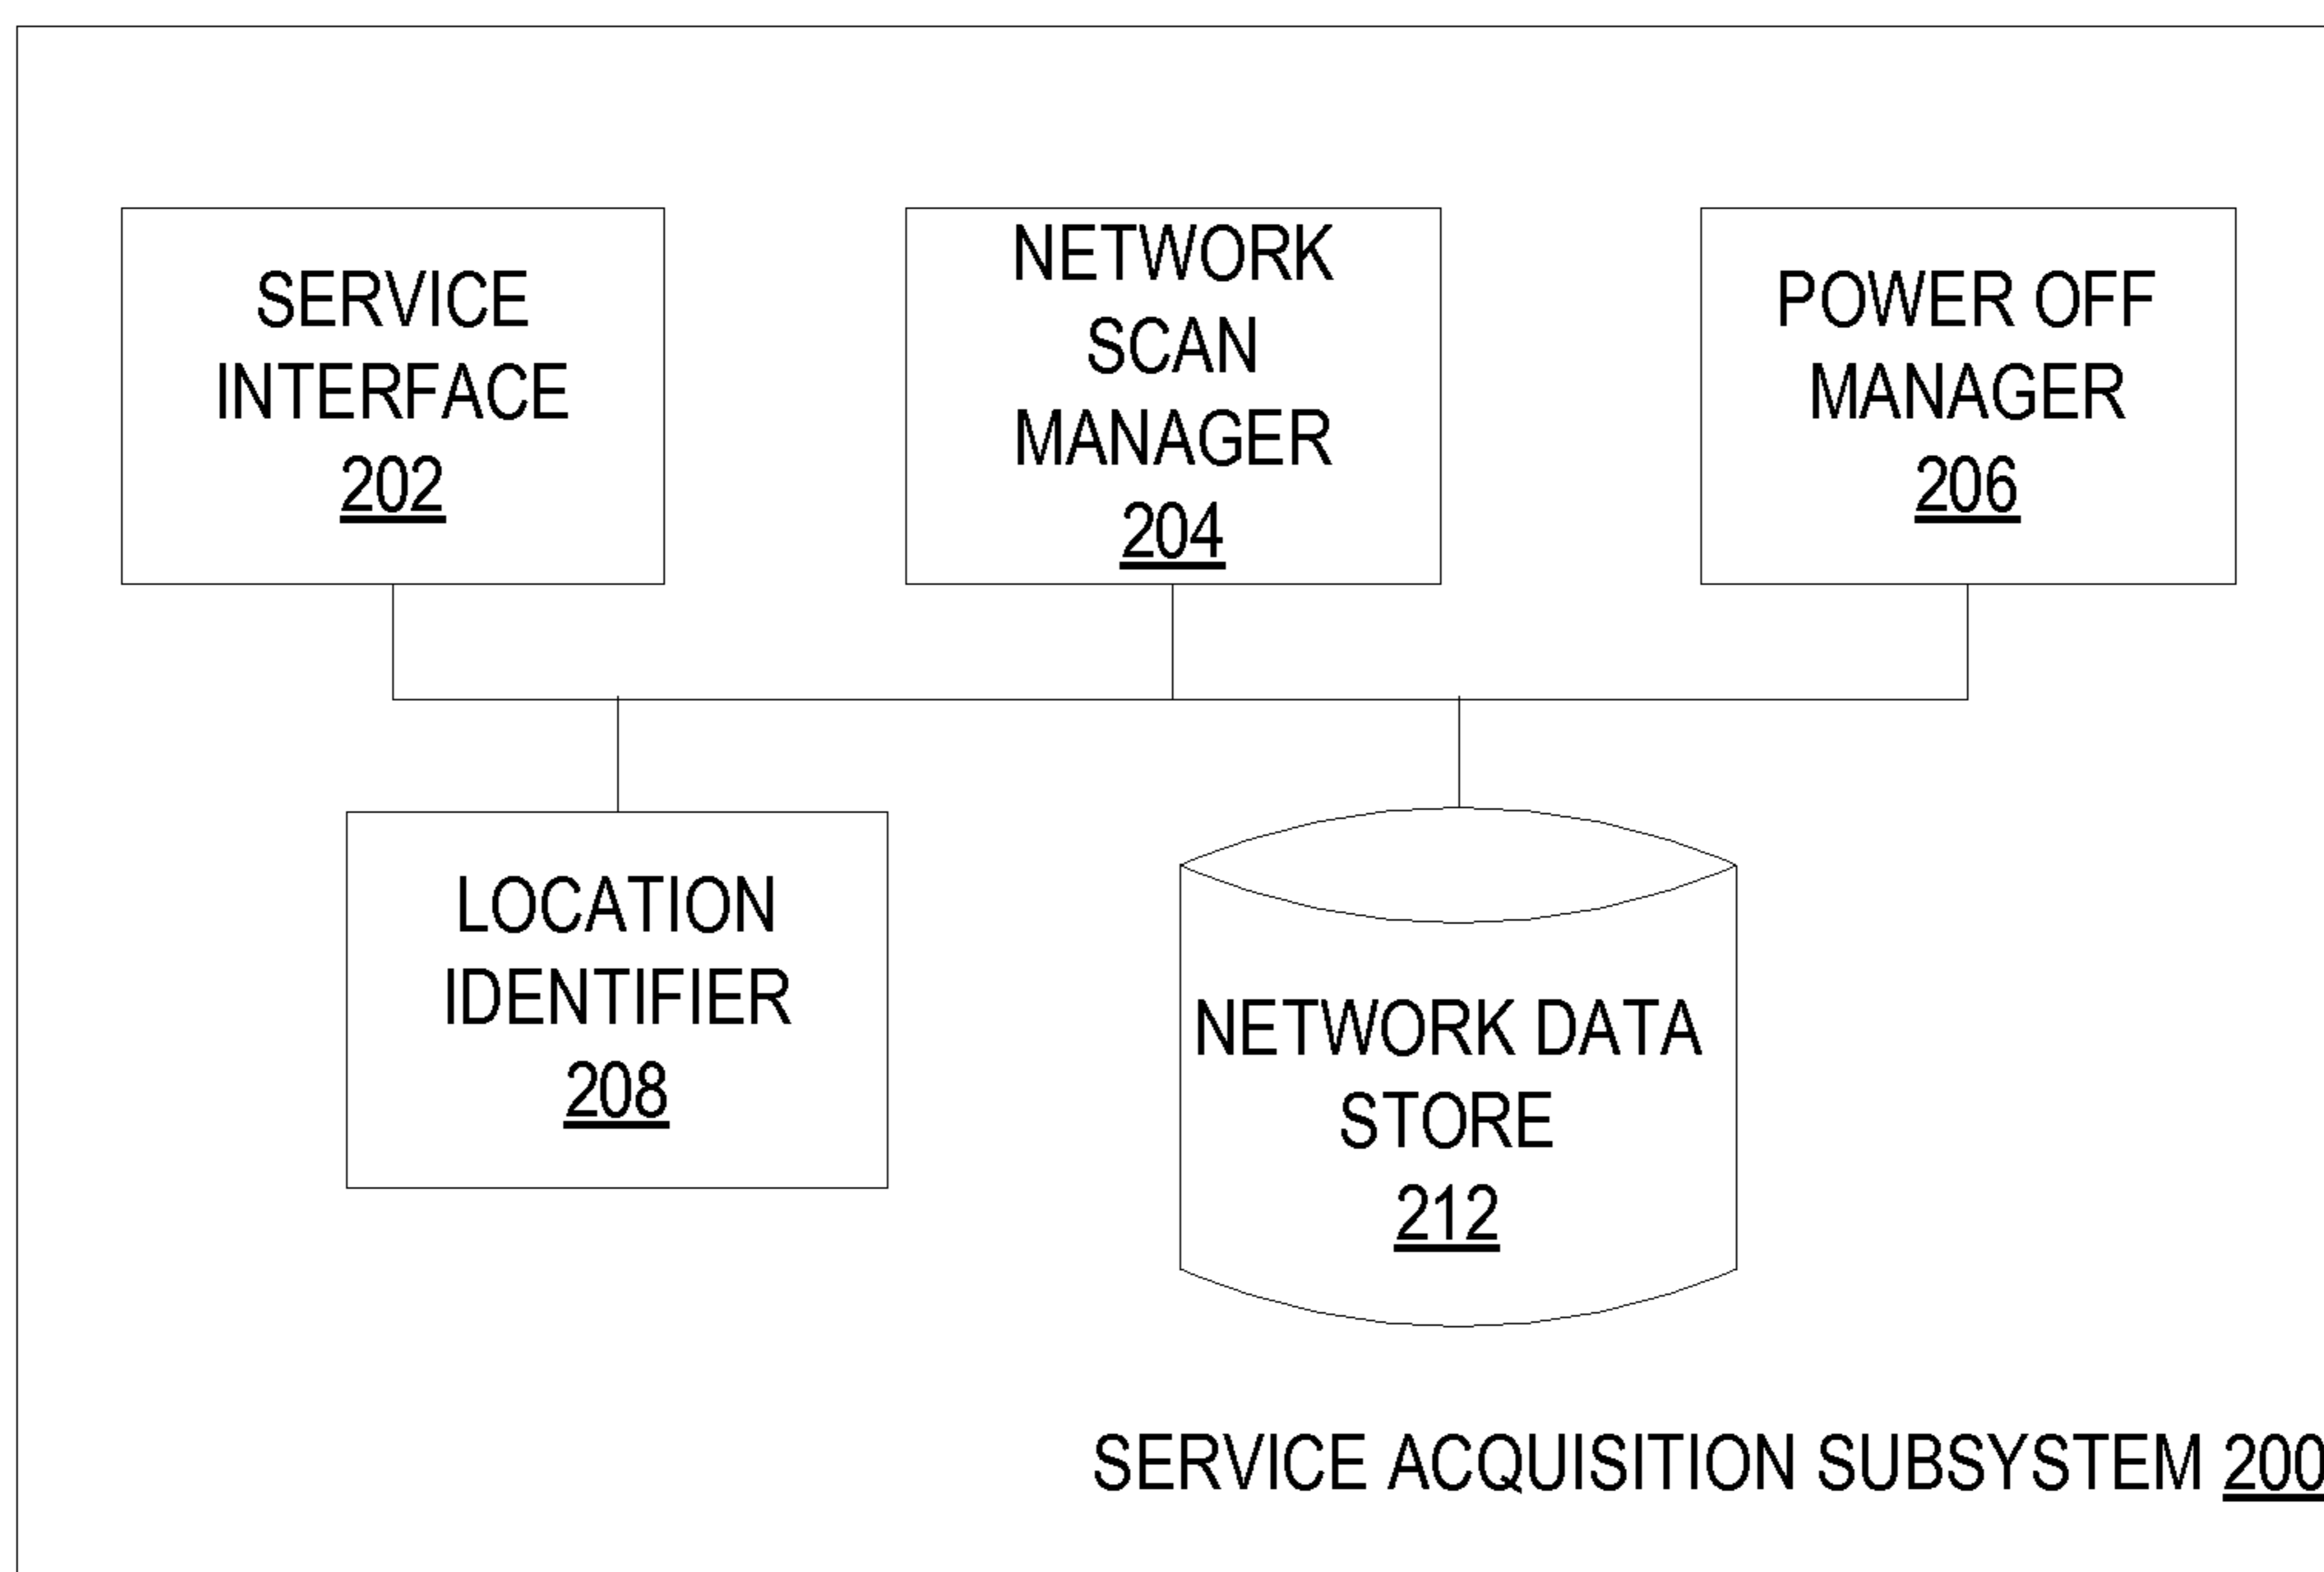 SERVICE
INTERFACE
202
NETWORK
SCAN
MANAGER
204
POWER OFF
MANAGER
206
LOCATION
IDENTIFIER
208
NETWORK DATA
STORE
212
SERVICE ACQUISITION SUBSYSTEM 200